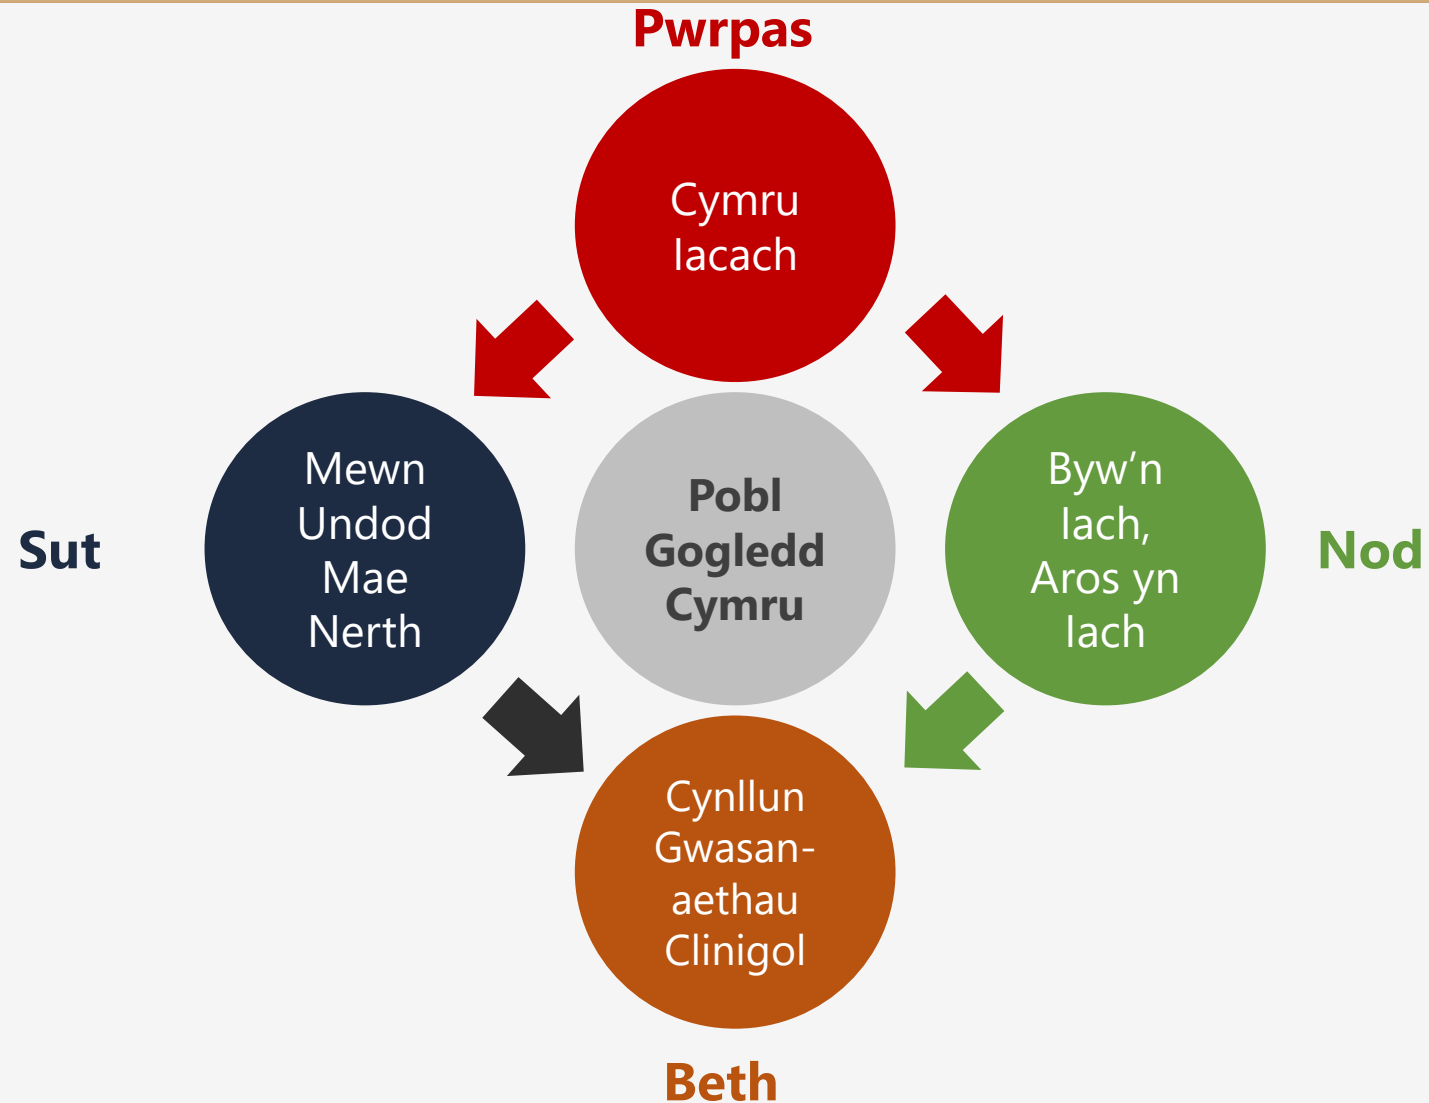 Pwrpas
Cymru
Iacach
Sut
Mewn
Undod
Mae
Nerth
Pobl
Gogledd
Cymru
Byw’n
Iach,
Aros yn
Iach
Nod
Cynllun
Gwasan-
aethau
Clinigol
Beth